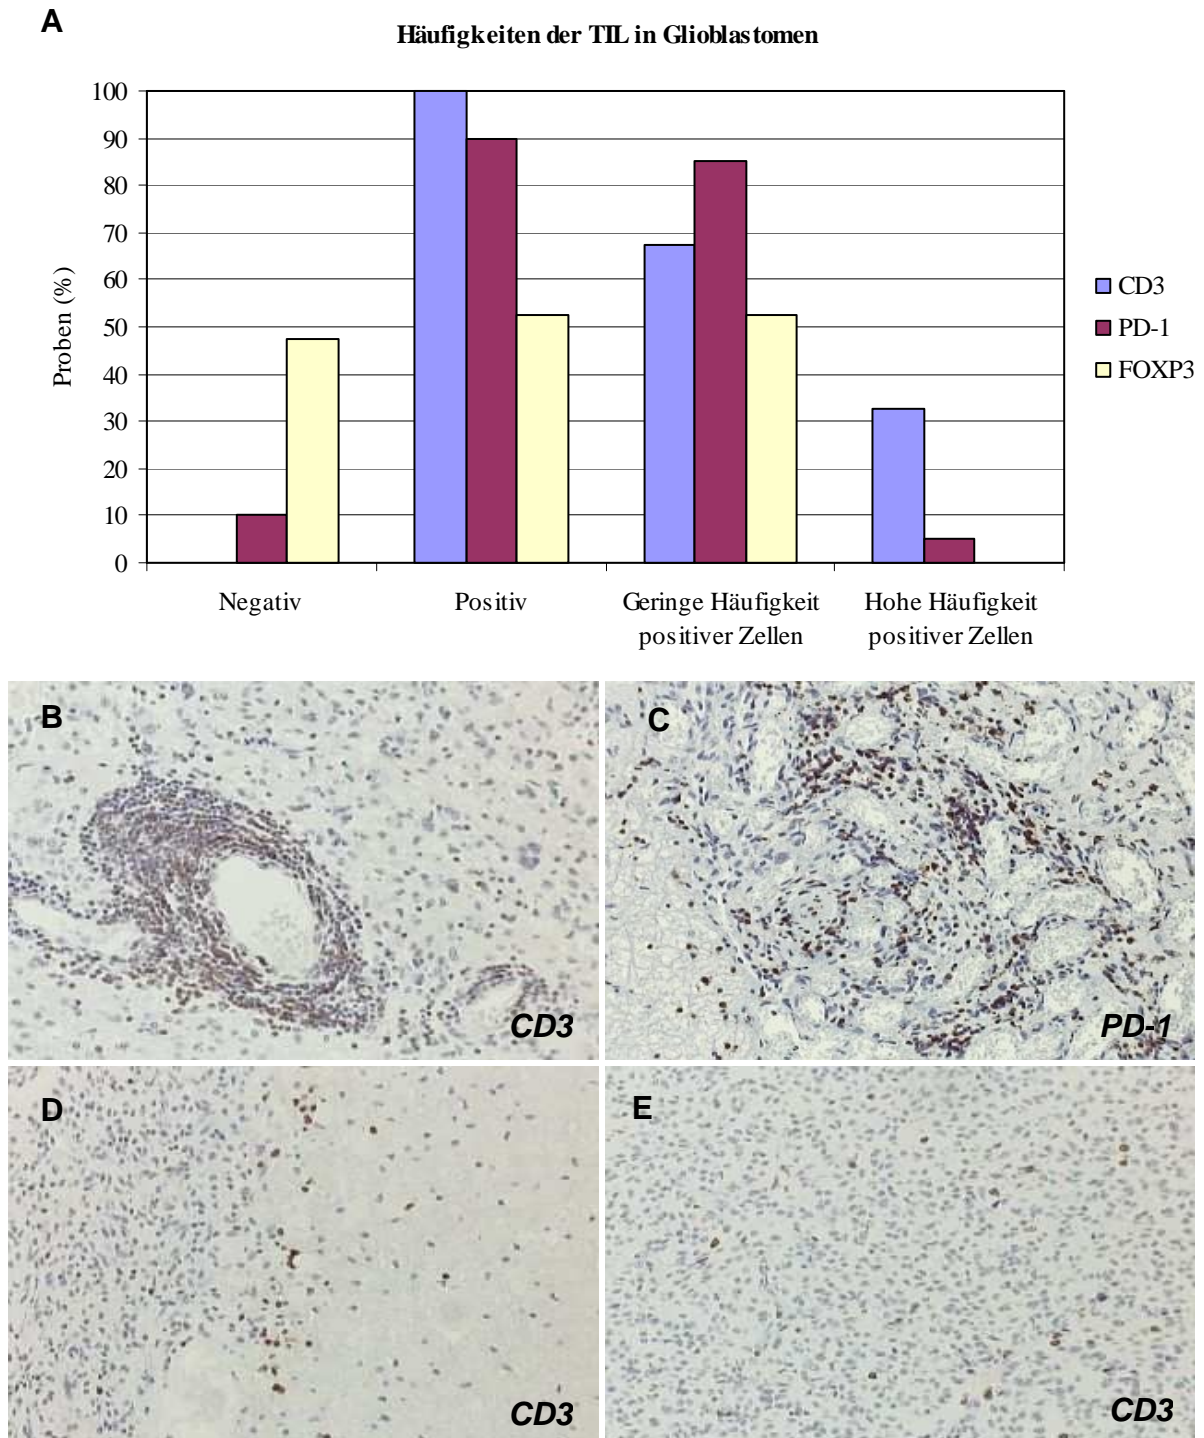 A
Häufigkeiten der TIL in Glioblastomen
100
90
80
70
60
50
40
30
20
10
0
Proben (%)
Negativ
Positiv
Geringe Häufigkeit
positiver Zellen
Hohe Häufigkeit
positiver Zellen
CD3
PD-1
FOXP3
B
CD3
C
PD-1
D
CD3
E
CD3